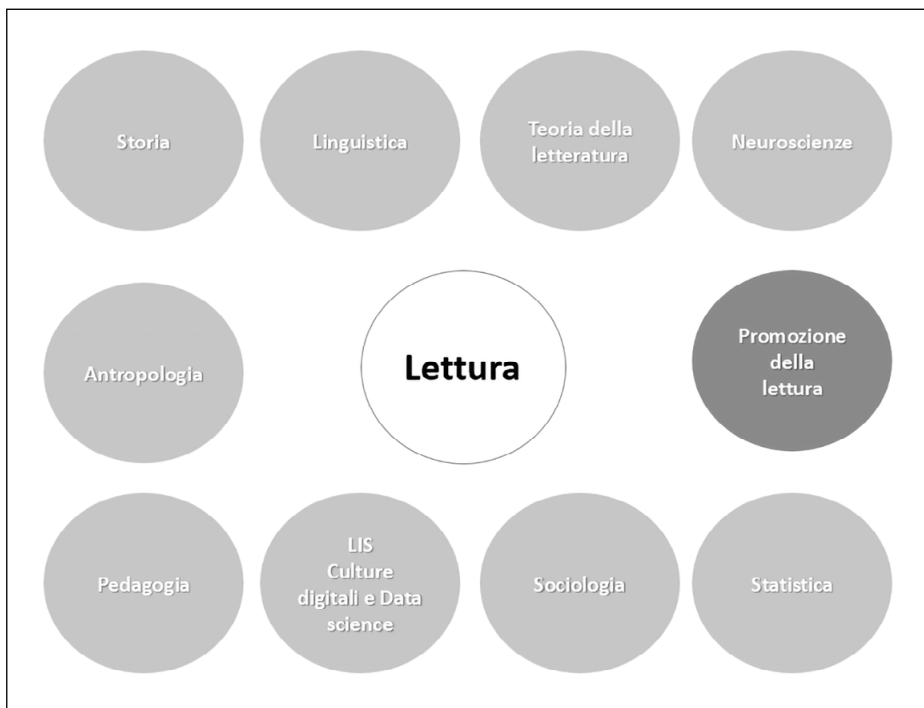 Storia
Linguistica
Teoria della
letteratura
Neuroscienze
Antropologia
Lettura
Promozione
della
lettura
Pedagogia
LIS
Culture
digitali e Data
science
Sociologia
Statistica